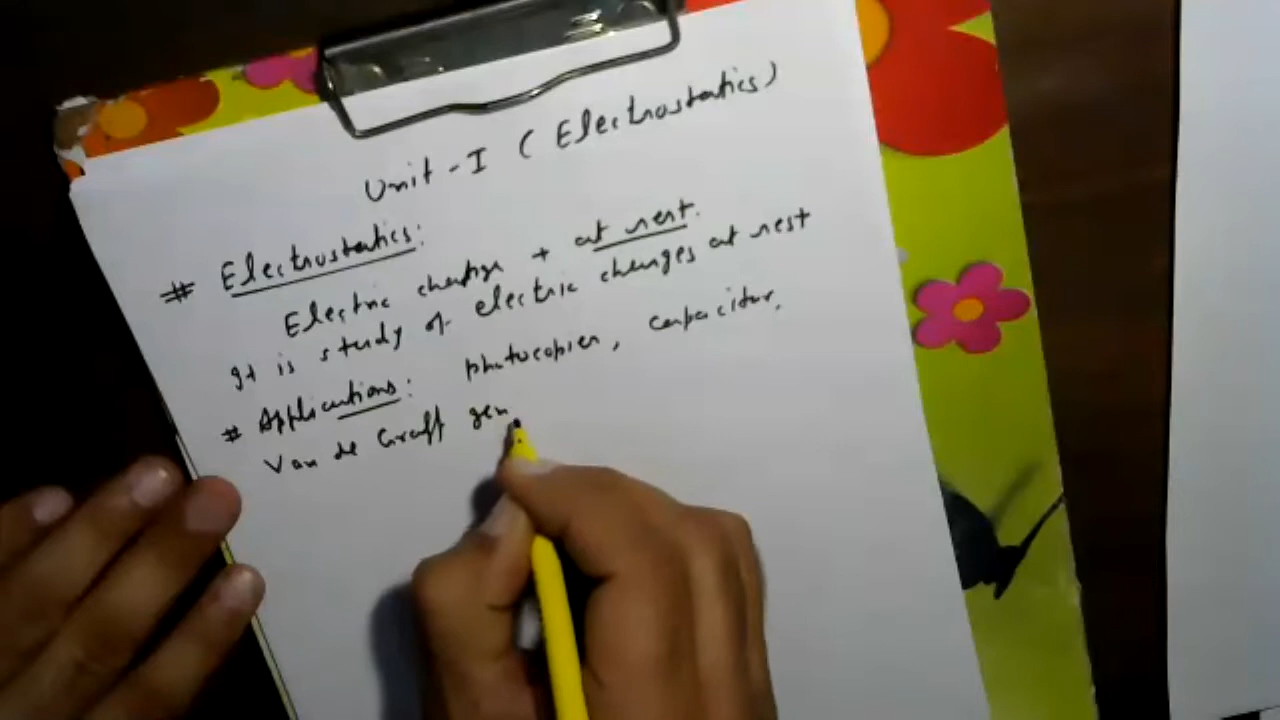 Unit - I ( Electrostatics )
# Electrostatics:
Electric charge + at rest.
It is study of electric charges at rest
# Applications: photocopier, capacitor,
Van de Graff gen